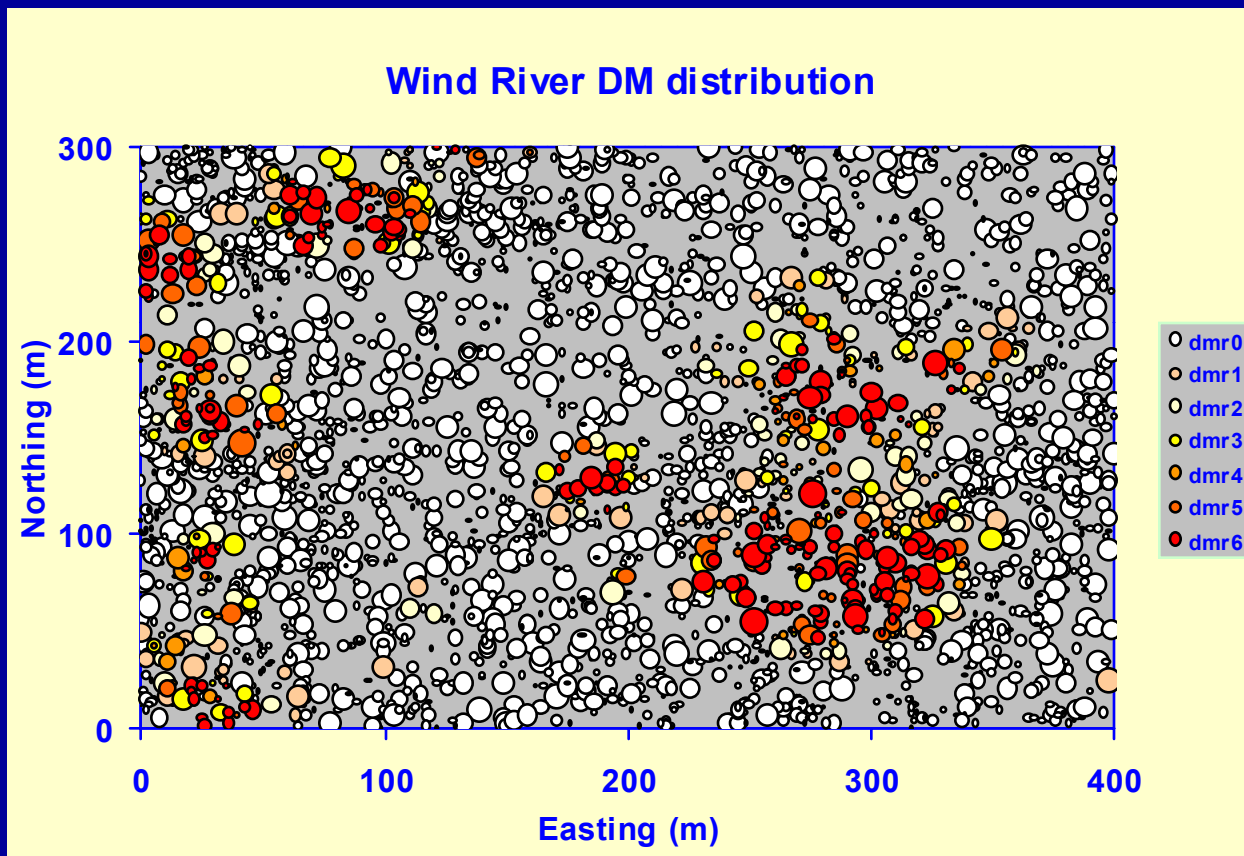 Wind River DM distribution
300
200
100
0
Northing (m)
0 100 200 300 400
Easting (m)
dmr0
dmr1
dmr2
dmr3
dmr4
dmr5
dmr6